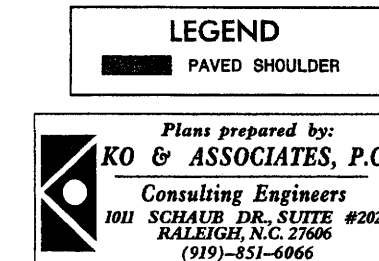 LEGEND
PAVED SHOULDER
Plans prepared by:
KO & ASSOCIATES, P.C
Consulting Engineers
1011 SCHAUB DR., SUITE #202
RALEIGH, N.C. 27606
(919)-851-6066